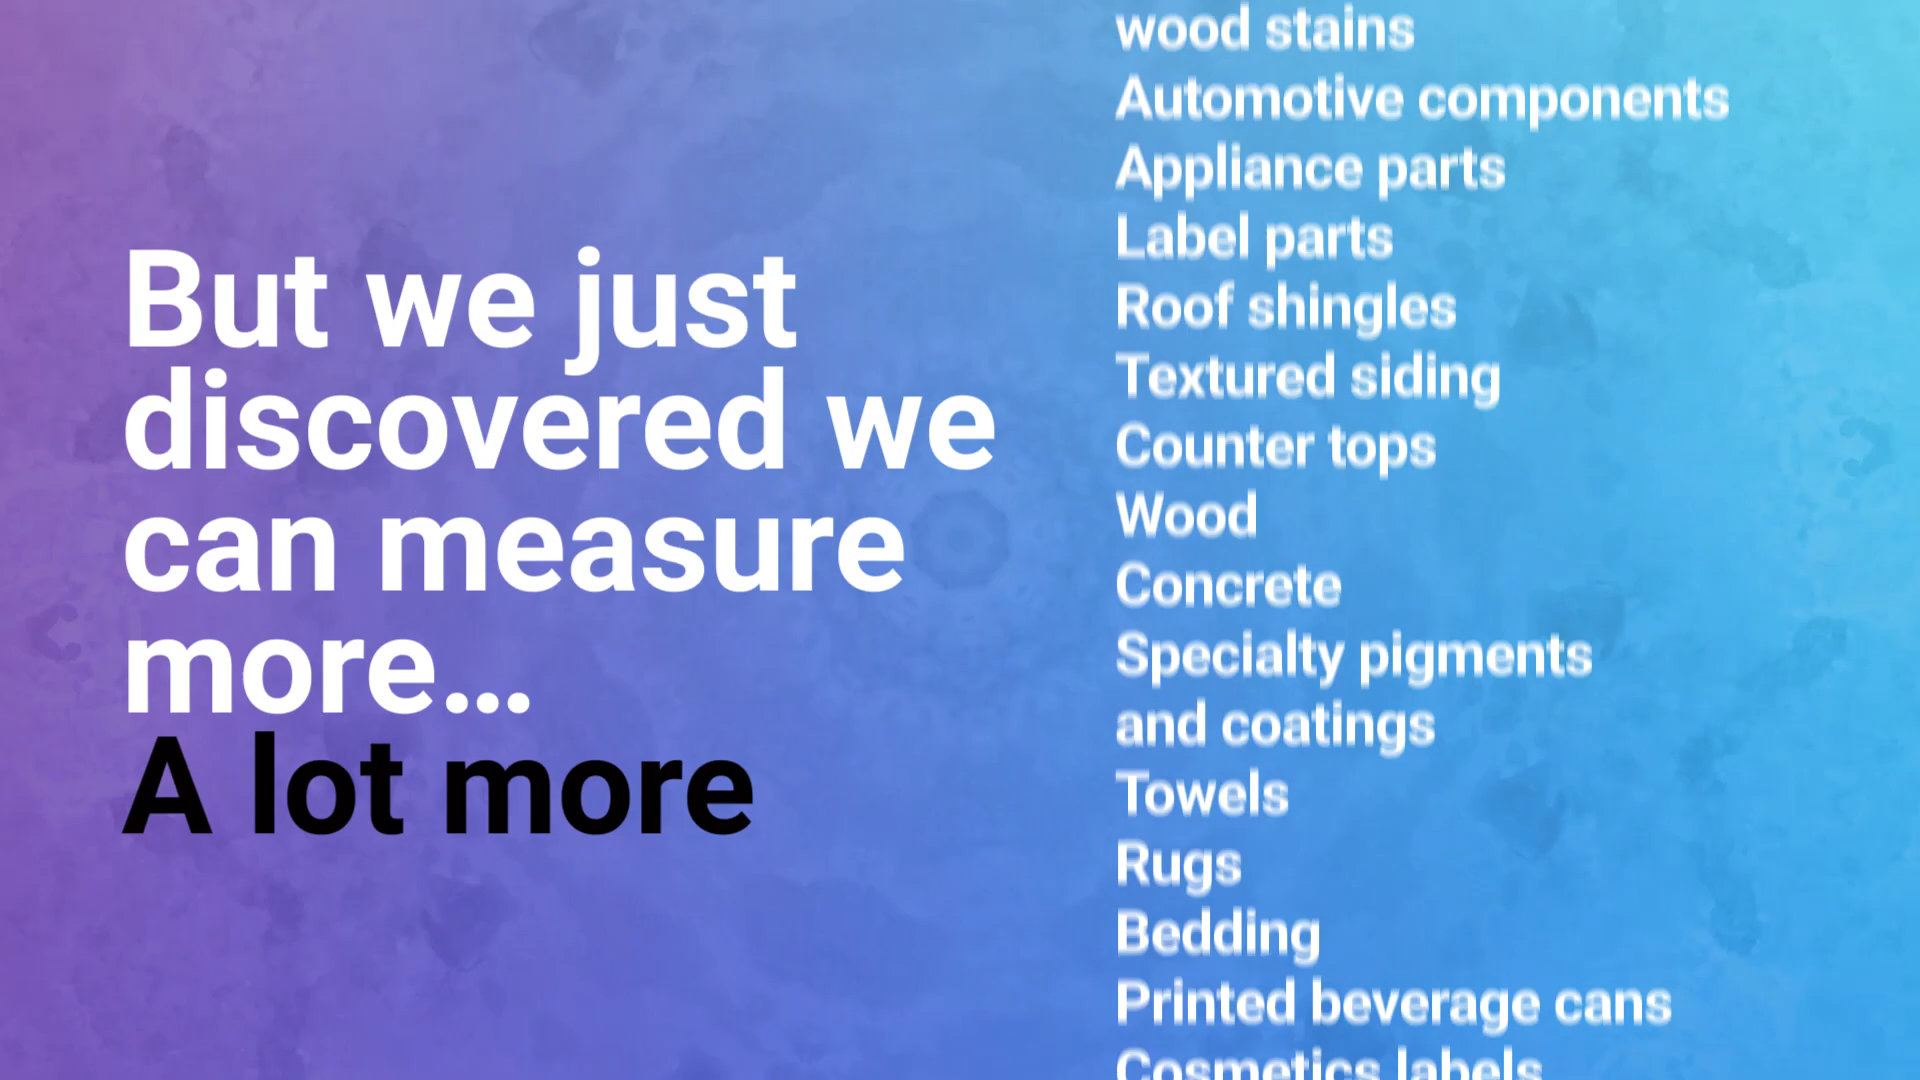 But we just
discovered we
can measure
more...
A lot more
wood stains
Automotive components
Appliance parts
Label parts
Roof shingles
Textured siding
Counter tops
Wood
Concrete
Specialty pigments
and coatings
Towels
Rugs
Bedding
Printed beverage cans
Cosmetics labels